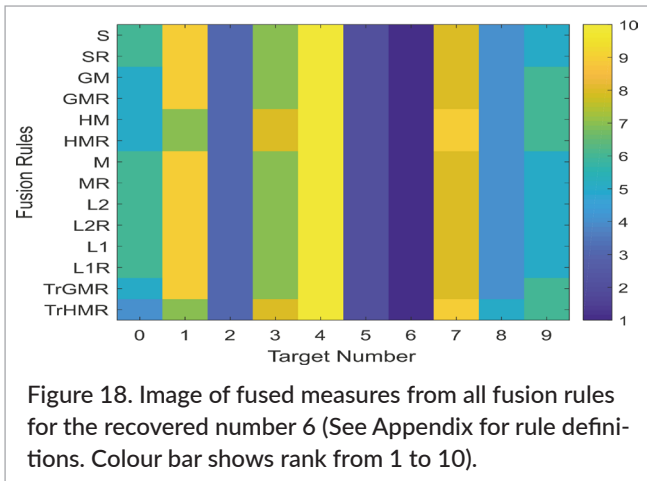 S
SR
GM
GMR
HM
HMR
M
MR
L2
L2R
L1
L1R
TrGMR
TrHMR
Fusion Rules
0 1 2 3 4 5 6 7 8 9
Target Number
10
9
8
7
6
5
4
3
2
1
Figure 18. Image of fused measures from all fusion rules
for the recovered number 6 (See Appendix for rule defini-
tions. Colour bar shows rank from 1 to 10).